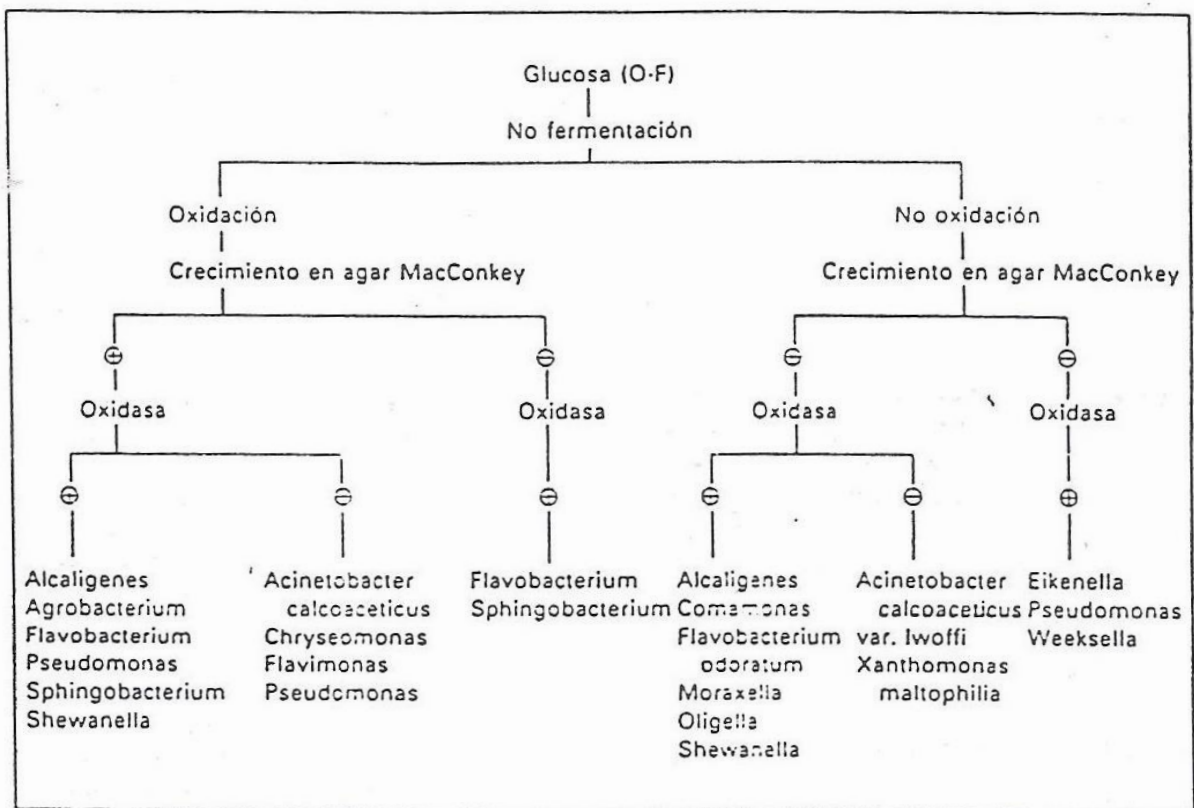 Glucosa (O-F)
No fermentación
Oxidación
No oxidación
Crecimiento en agar MacConkey
Crecimiento en agar MacConkey
⊕
⊖
⊖
⊖
Oxidasa
Oxidasa
Oxidasa
Oxidasa
⊕
⊖
⊕
⊖
⊖
⊕
Alcaligenes
Agrobacterium
Flavobacterium
Pseudomonas
Sphingobacterium
Shewanella
Acinetobacter
calcoaceticus
Chryseomonas
Flavimonas
Pseudomonas
Flavobacterium
Sphingobacterium
Alcaligenes
Comamonas
Flavobacterium
odoratum
Moraxella
Oligella
Shewanella
Acinetobacter
calcoaceticus
var. lwoffi
Xanthomonas
maltophilia
Eikenella
Pseudomonas
Weeksella